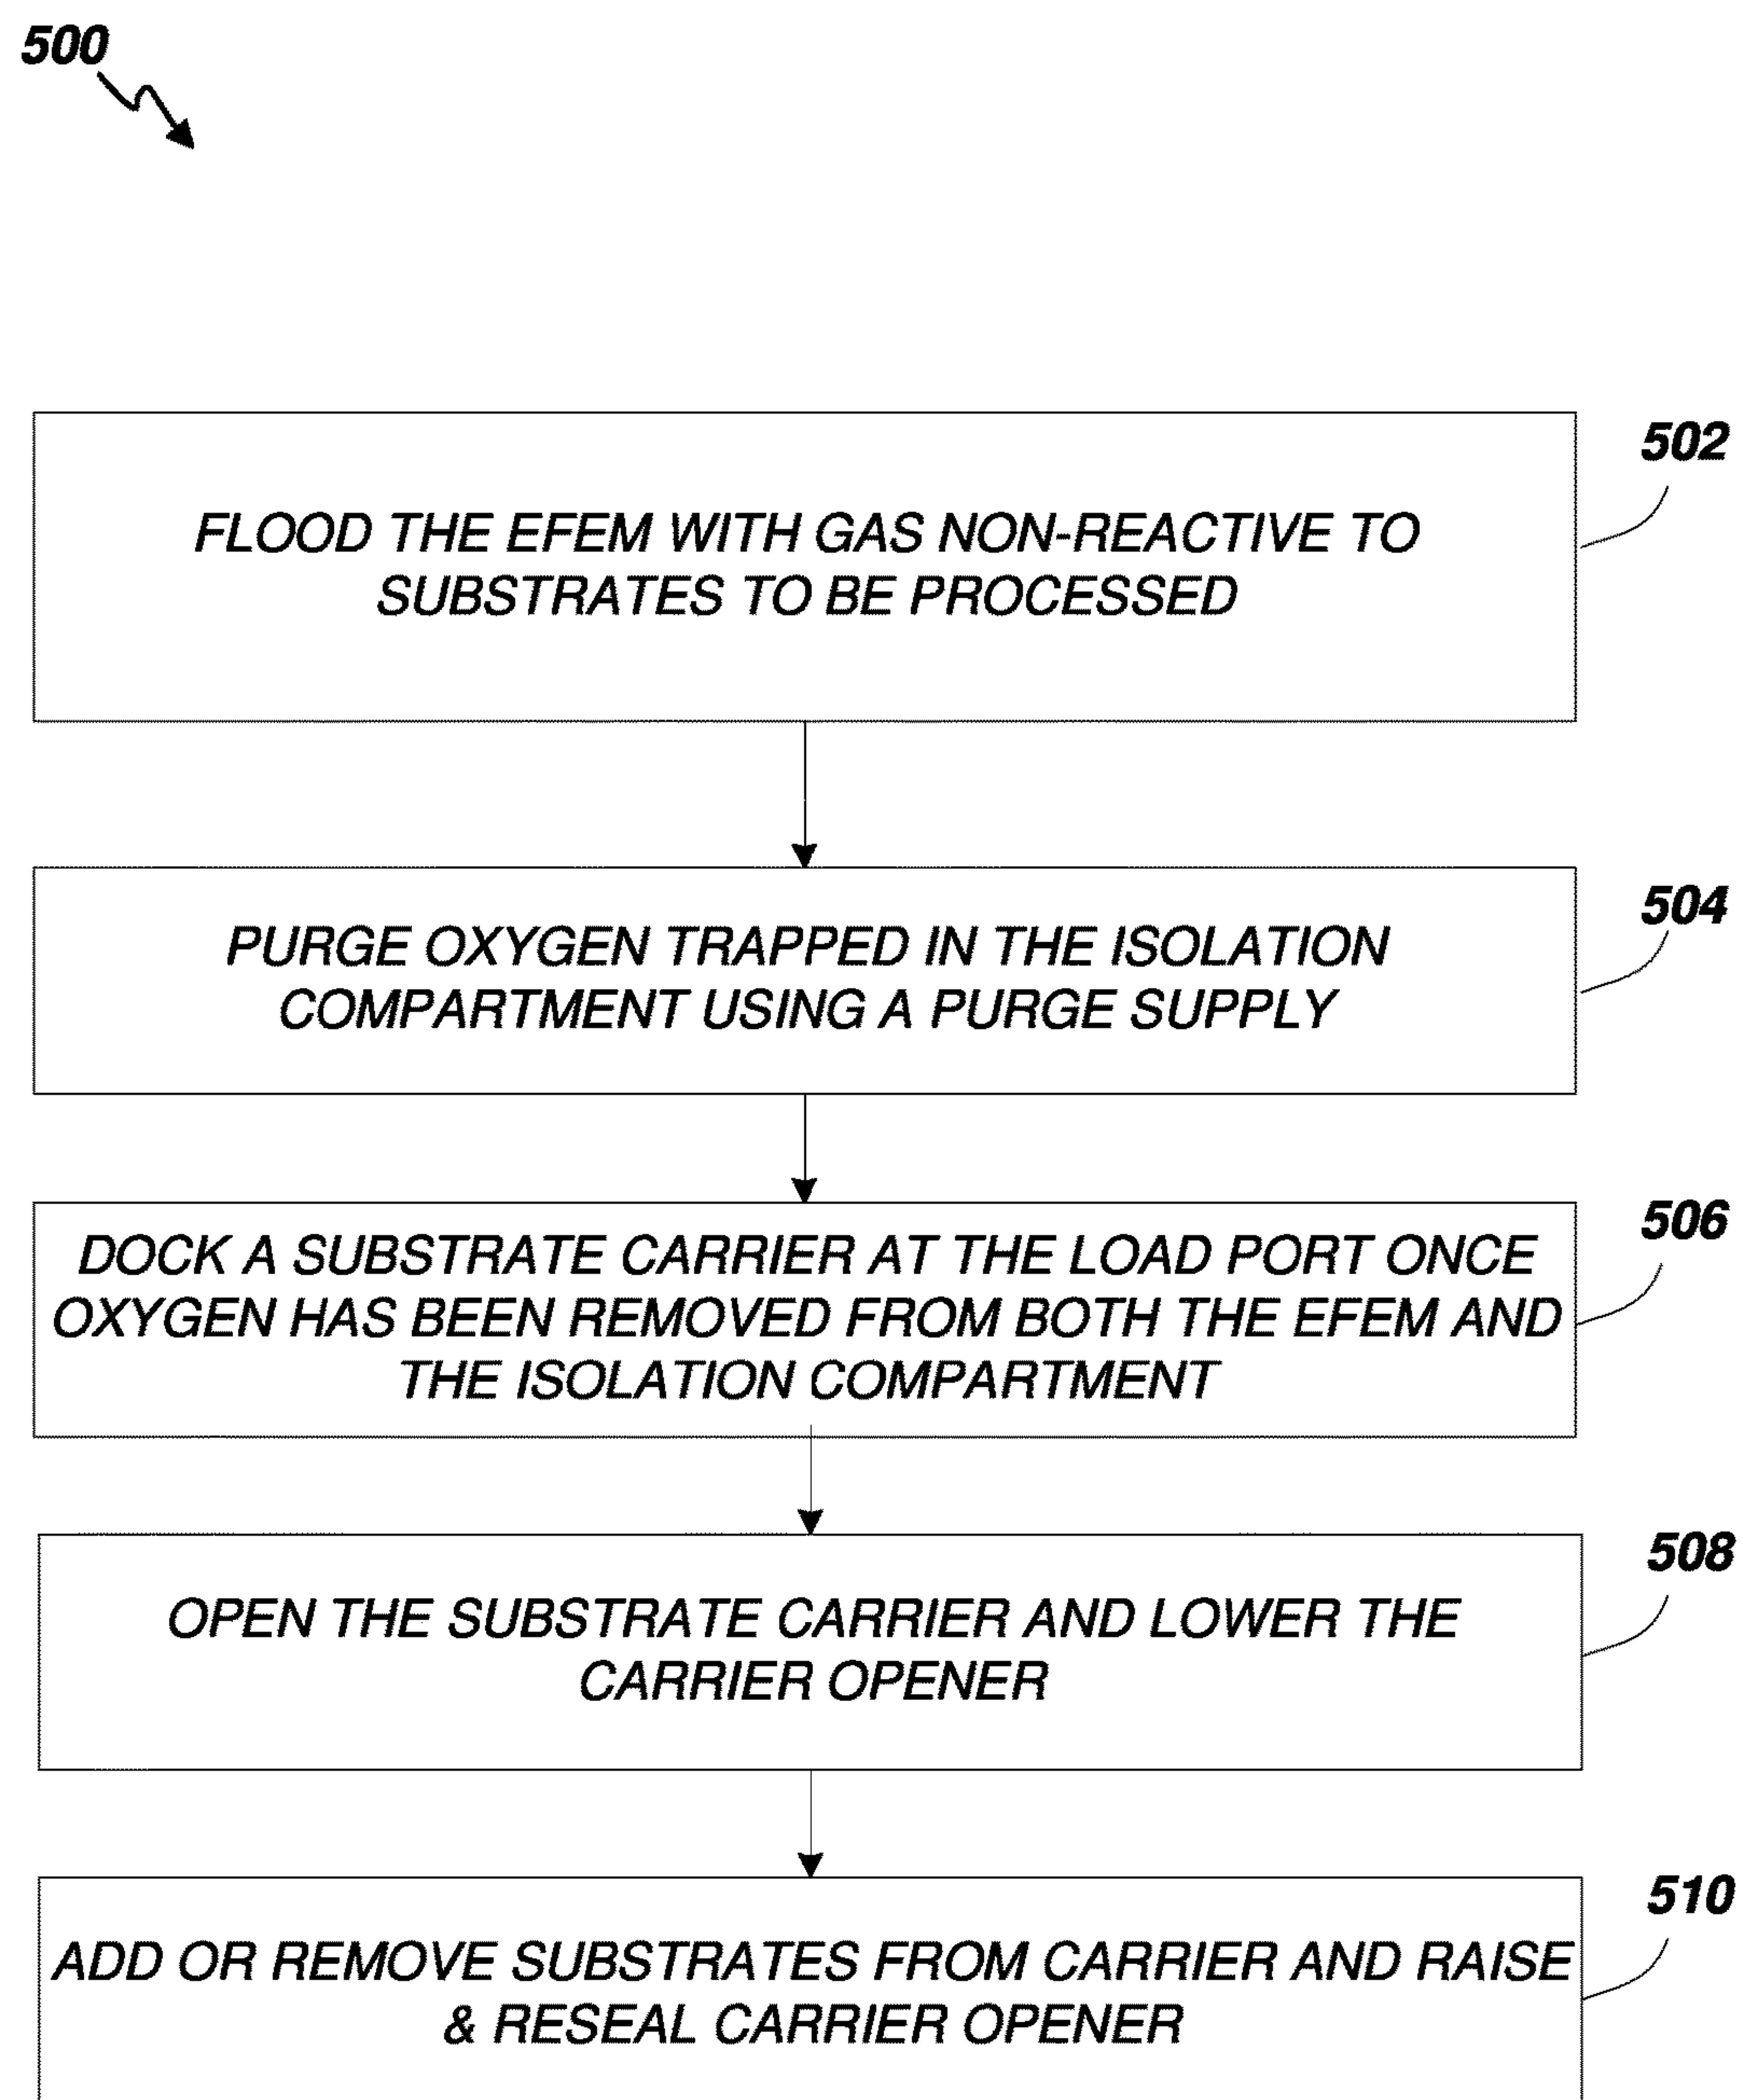 500
502
FLOOD THE EFEM WITH GAS NON-REACTIVE TO
SUBSTRATES TO BE PROCESSED
504
PURGE OXYGEN TRAPPED IN THE ISOLATION
COMPARTMENT USING A PURGE SUPPLY
506
DOCK A SUBSTRATE CARRIER AT THE LOAD PORT ONCE
OXYGEN HAS BEEN REMOVED FROM BOTH THE EFEM AND
THE ISOLATION COMPARTMENT
508
OPEN THE SUBSTRATE CARRIER AND LOWER THE
CARRIER OPENER
510
ADD OR REMOVE SUBSTRATES FROM CARRIER AND RAISE
& RESEAL CARRIER OPENER